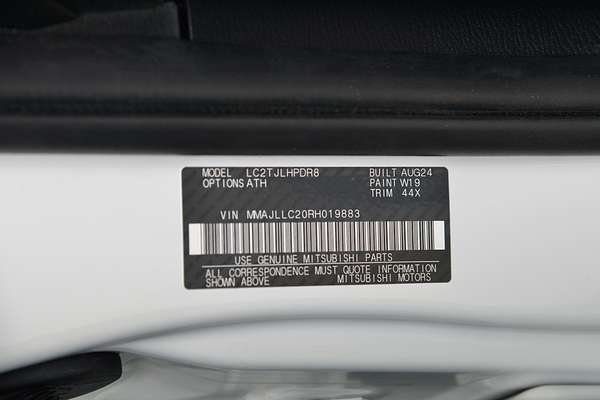 MODEL LC2TJLHPDR8 BUILT AUG24
OPTIONS ATH PAINT W19
TRIM 44X
VIN MMAJLLC20RH019883
USE GENUINE MITSUBISHI PARTS
ALL CORRESPONDENCE MUST QUOTE INFORMATION
SHOWN ABOVE MITSUBISHI MOTORS